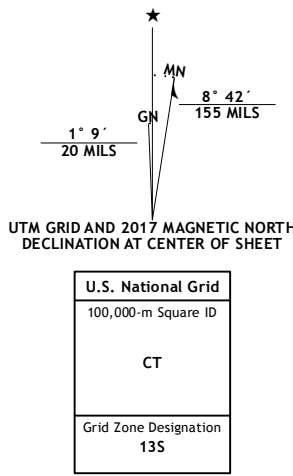 MN
GN
8° 42´
155 MILS
1° 9´
20 MILS
UTM GRID AND 2017 MAGNETIC NORTH
DECLINATION AT CENTER OF SHEET
U.S. National Grid
100,000-m Square ID
CT
Grid Zone Designation
13S